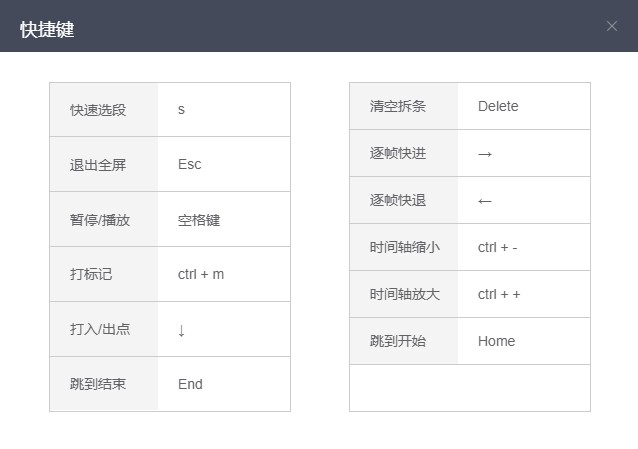 快捷键 ×
快速选段 s
退出全屏 Esc
暂停/播放 空格键
打标记 ctrl + m
打入/出点 ↓
跳到结束 End
清空拆条 Delete
逐帧快进 →
逐帧快退 ←
时间轴缩小 ctrl + -
时间轴放大 ctrl + +
跳到开始 Home